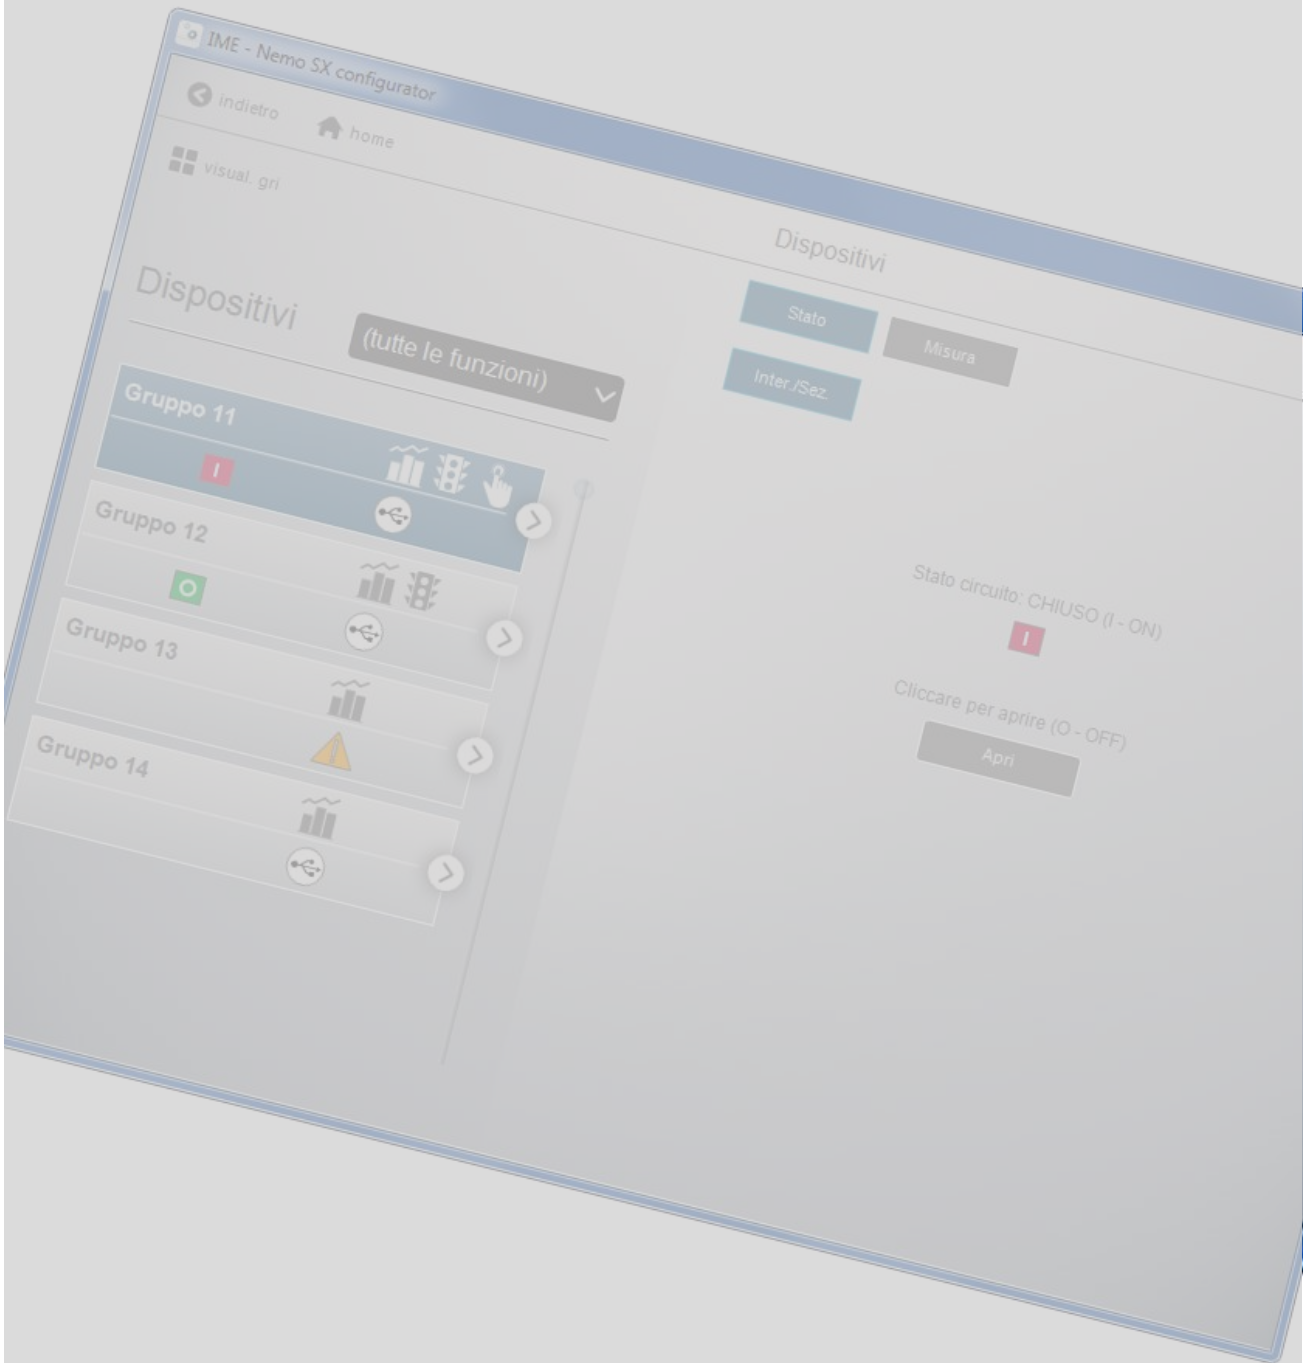 IME - Nemo SX configurator
indietro
home
visual. gri
Dispositivi
Dispositivi
(tutte le funzioni)
Stato
Misura
Inter./Sez.
Gruppo 11
I
Gruppo 12
O
Gruppo 13
Gruppo 14
Stato circuito: CHIUSO (I - ON)
I
Cliccare per aprire (O - OFF)
Apri